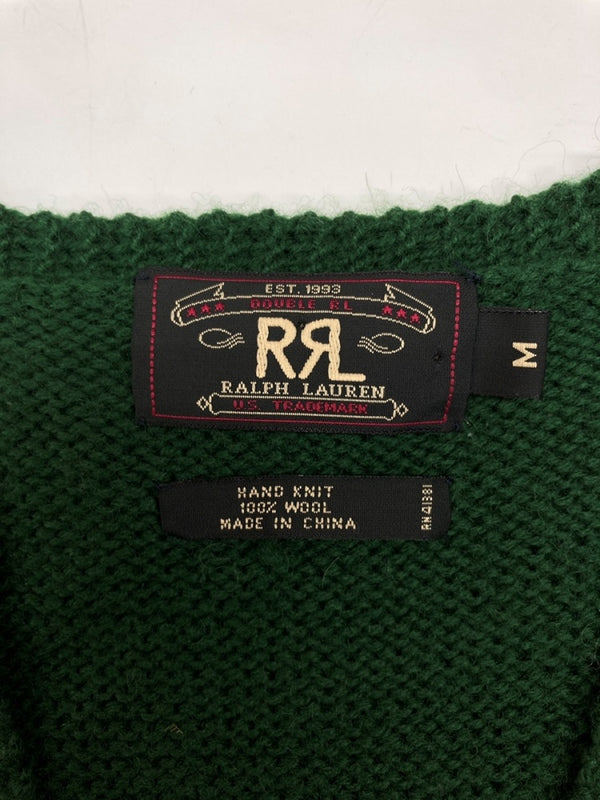 EST. 1993
DOUBLE RL
RRL
RALPH LAUREN
U.S. TRADEMARK
M
HAND KNIT
100% WOOL
MADE IN CHINA
RN 41381